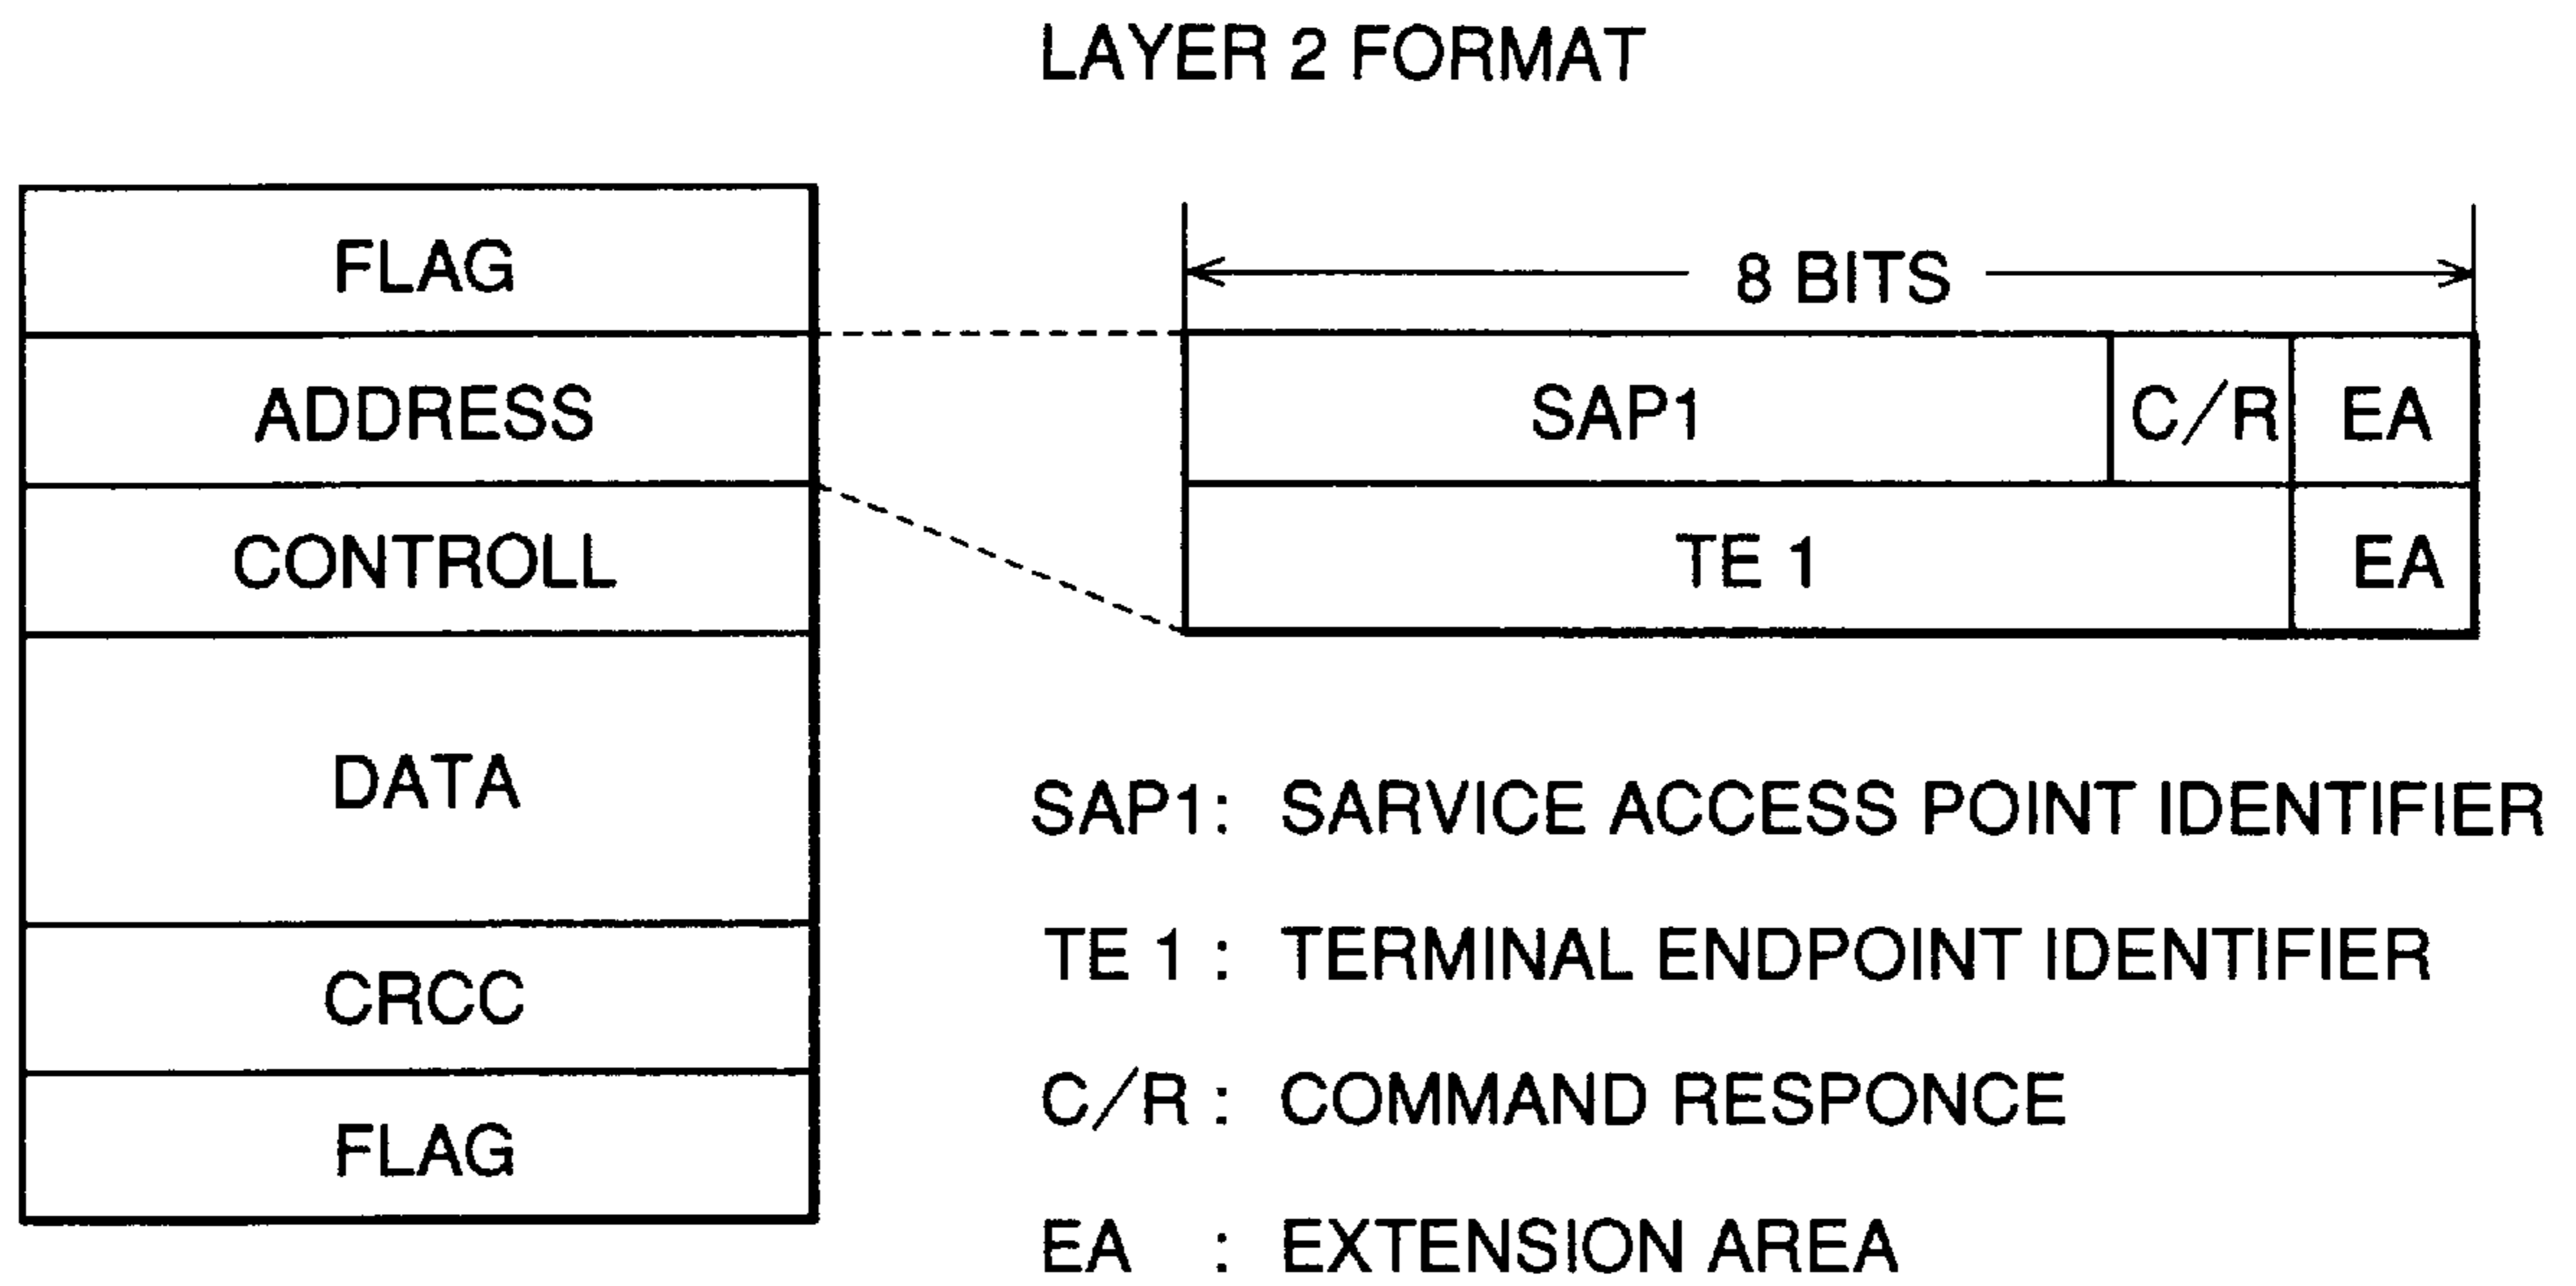 LAYER 2 FORMAT
FLAG
ADDRESS
CONTROLL
DATA
CRCC
FLAG
8 BITS
SAP1 C/R EA
TE 1 EA
SAP1: SARVICE ACCESS POINT IDENTIFIER
TE 1 : TERMINAL ENDPOINT IDENTIFIER
C/R : COMMAND RESPONCE
EA : EXTENSION AREA